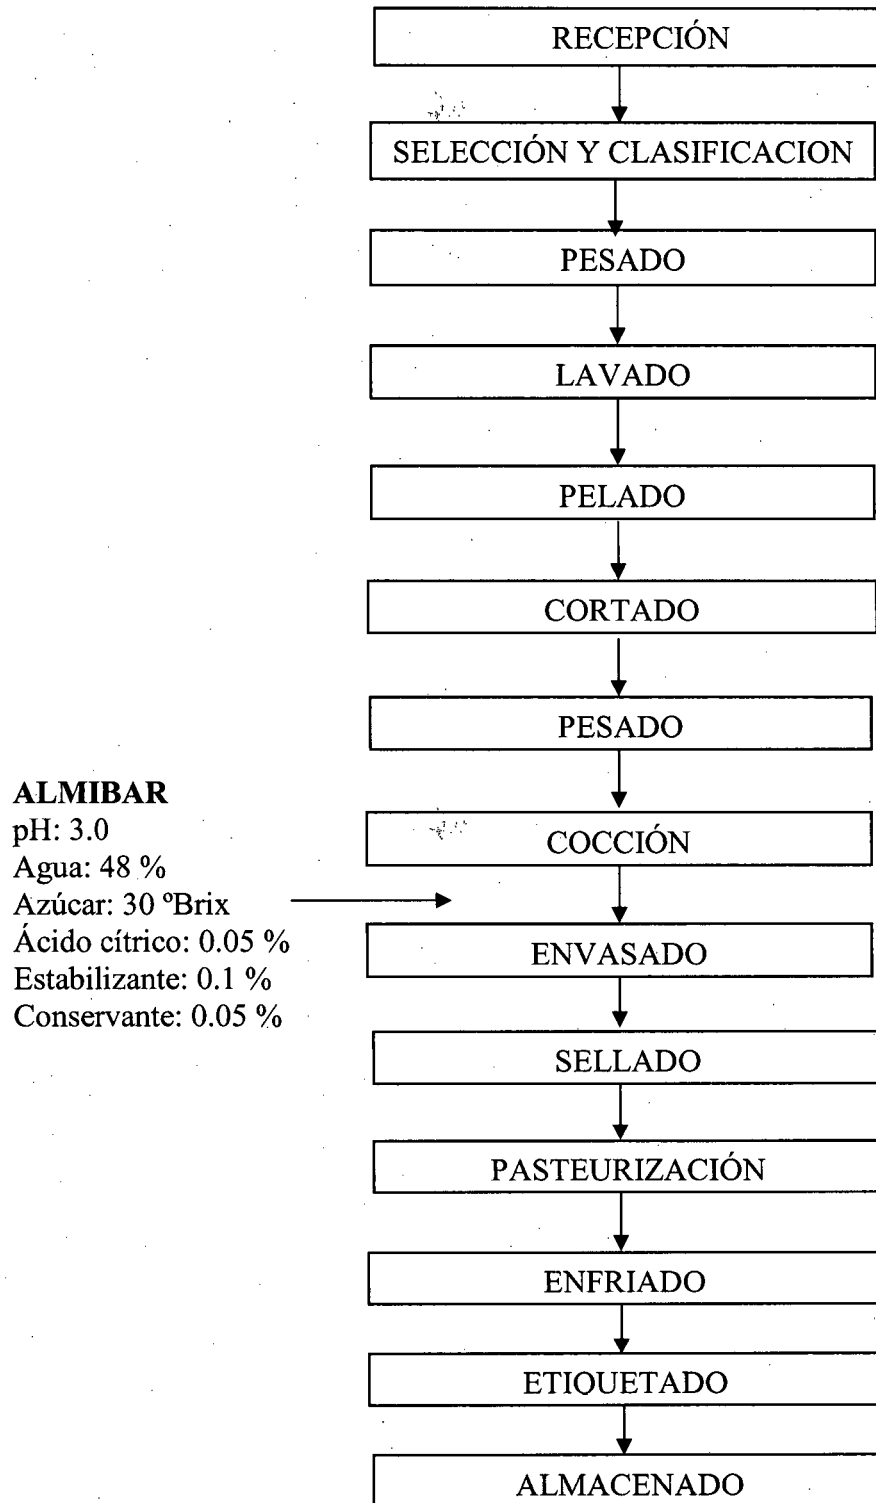 RECEPCIÓN
SELECCIÓN Y CLASIFICACION
PESADO
LAVADO
PELADO
CORTADO
PESADO
COCCIÓN
ALMIBAR
pH: 3.0
Agua: 48 %
Azúcar: 30 ºBrix
Ácido cítrico: 0.05 %
Estabilizante: 0.1 %
Conservante: 0.05 %
ENVASADO
SELLADO
PASTEURIZACIÓN
ENFRIADO
ETIQUETADO
ALMACENADO